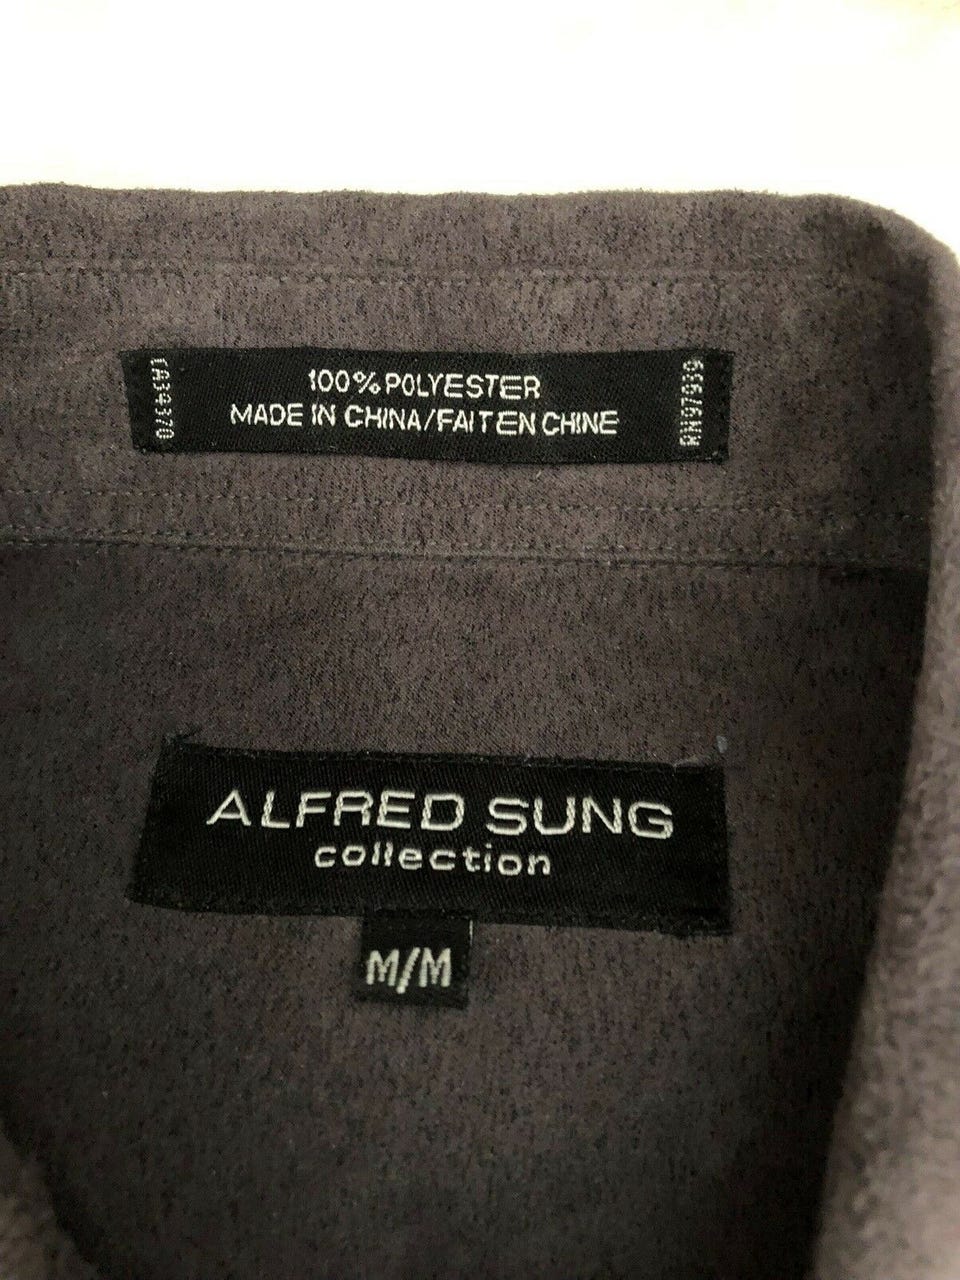 CA34370
100% POLYESTER
MADE IN CHINA/FAIT EN CHINE
RN97939
ALFRED SUNG
collection
M/M